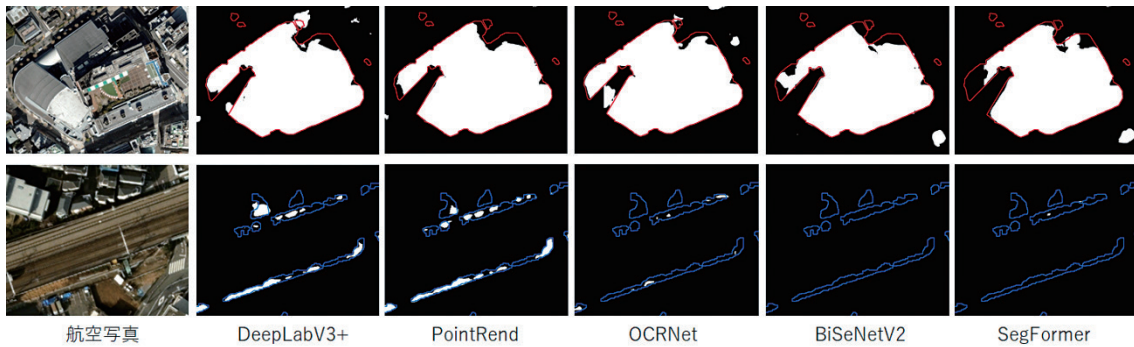 航空写真 DeepLabV3+ PointRend OCRNet BiSeNetV2 SegFormer